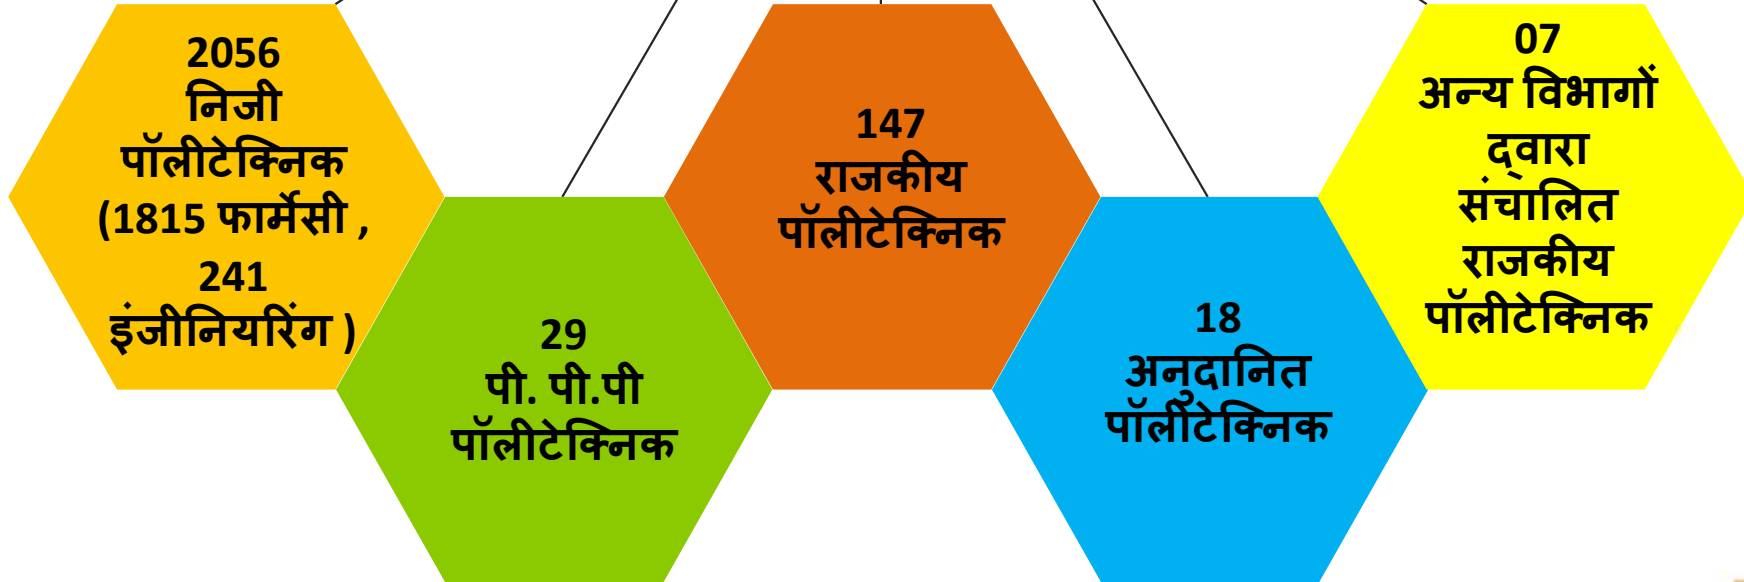 2056
निजी
पॉलीटेक्निक
(1815 फार्मेसी ,
241
इंजीनियरिंग )
29
पी. पी.पी
पॉलीटेक्निक
147
राजकीय
पॉलीटेक्निक
18
अनुदानित
पॉलीटेक्निक
07
अन्य विभागों
द्वारा
संचालित
राजकीय
पॉलीटेक्निक